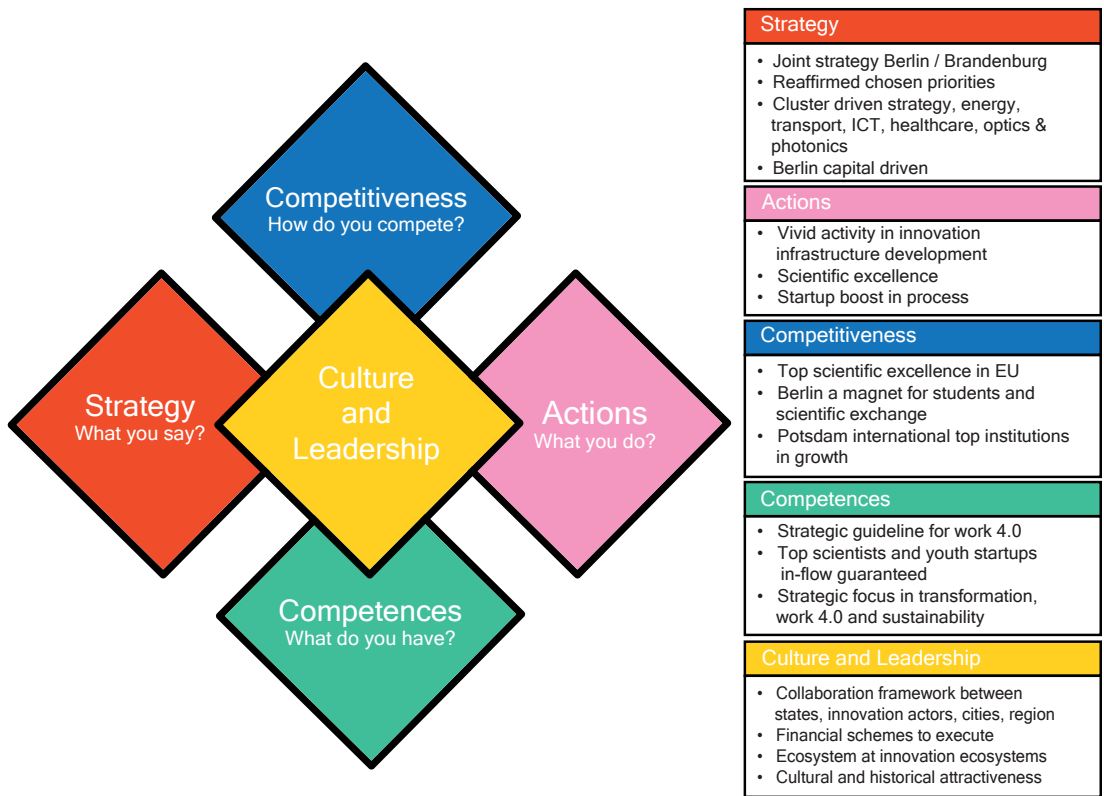 Competitiveness
How do you compete?
Strategy
What you say?
Culture
and
Leadership
Actions
What you do?
Competences
What do you have?
Strategy
• Joint strategy Berlin / Brandenburg
• Reaffirmed chosen priorities
• Cluster driven strategy, energy,
transport, ICT, healthcare, optics &
photonics
• Berlin capital driven
Actions
• Vivid activity in innovation
infrastructure development
• Scientific excellence
• Startup boost in process
Competitiveness
• Top scientific excellence in EU
• Berlin a magnet for students and
scientific exchange
• Potsdam international top institutions
in growth
Competences
• Strategic guideline for work 4.0
• Top scientists and youth startups
in-flow guaranteed
• Strategic focus in transformation,
work 4.0 and sustainability
Culture and Leadership
• Collaboration framework between
states, innovation actors, cities, region
• Financial schemes to execute
• Ecosystem at innovation ecosystems
• Cultural and historical attractiveness